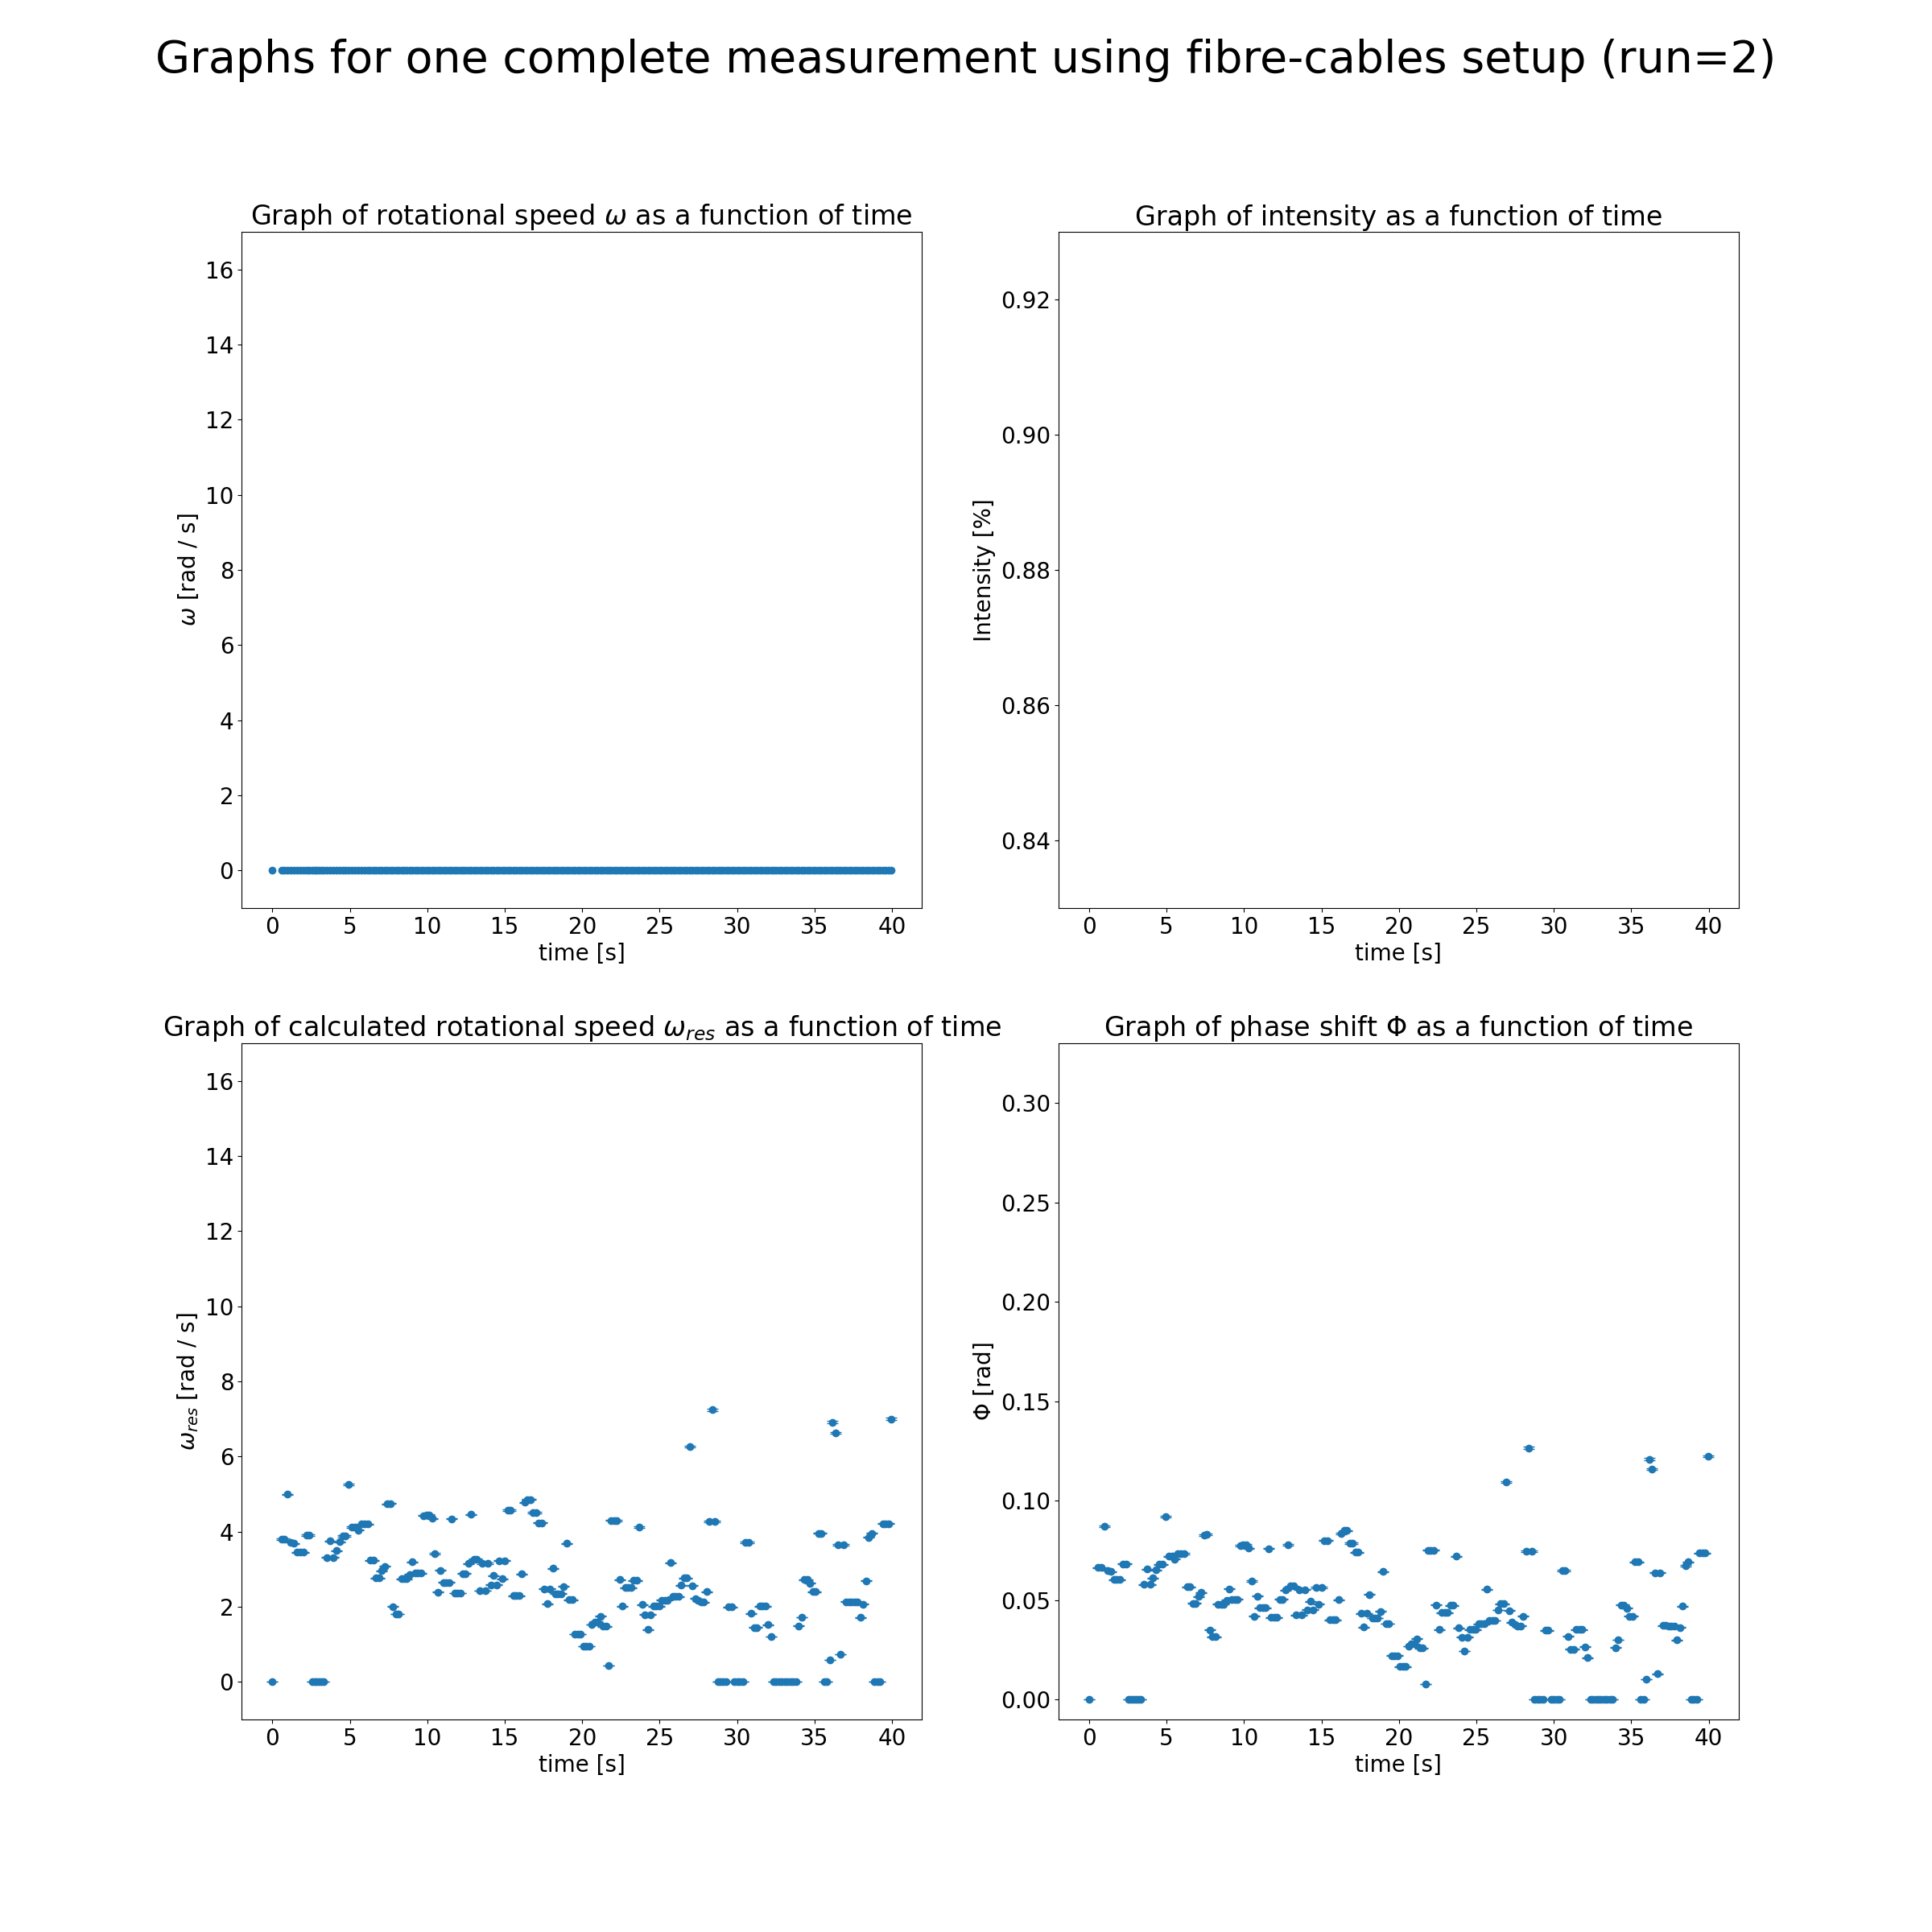 Graphs for one complete measurement using fibre-cables setup (run=2)
Graph of rotational speed ω as a function of time
16
14
12
10
8
6
4
2
0
ω [rad / s]
0 5 10 15 20 25 30 35 40
time [s]
Graph of intensity as a function of time
0.92
0.90
0.88
0.86
0.84
Intensity [%]
0 5 10 15 20 25 30 35 40
time [s]
Graph of calculated rotational speed ω_res as a function of time
16
14
12
10
8
6
4
2
0
ω_res [rad / s]
0 5 10 15 20 25 30 35 40
time [s]
Graph of phase shift Φ as a function of time
0.30
0.25
0.20
0.15
0.10
0.05
0.00
Φ [rad]
0 5 10 15 20 25 30 35 40
time [s]